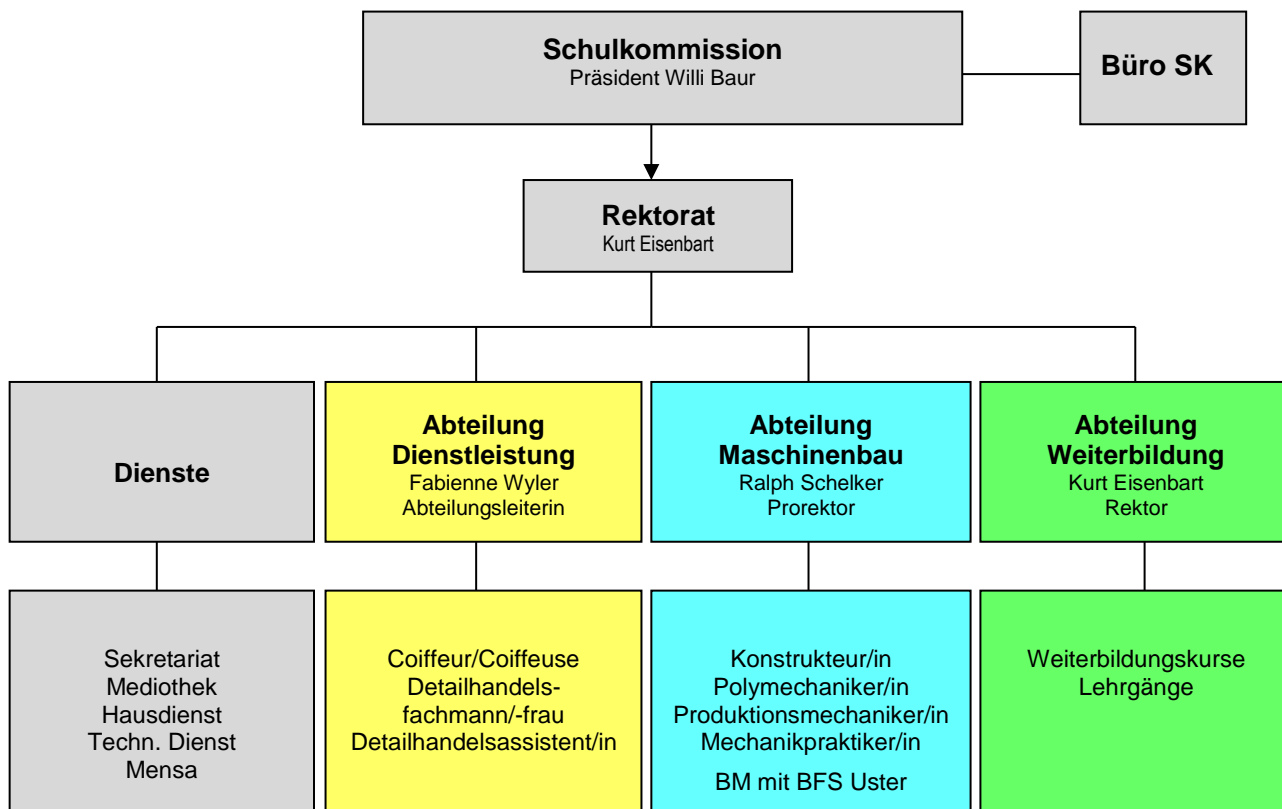 Schulkommission
Präsident Willi Baur
Büro SK
Rektorat
Kurt Eisenbart
Dienste
Abteilung
Dienstleistung
Fabienne Wyler
Abteilungsleiterin
Abteilung
Maschinenbau
Ralph Schelker
Prorektor
Abteilung
Weiterbildung
Kurt Eisenbart
Rektor
Sekretariat
Mediothek
Hausdienst
Techn. Dienst
Mensa
Coiffeur/Coiffeuse
Detailhandels-
fachmann/-frau
Detailhandelsassistent/in
Konstrukteur/in
Polymechaniker/in
Produktionsmechaniker/in
Mechanikpraktiker/in
BM mit BFS Uster
Weiterbildungskurse
Lehrgänge